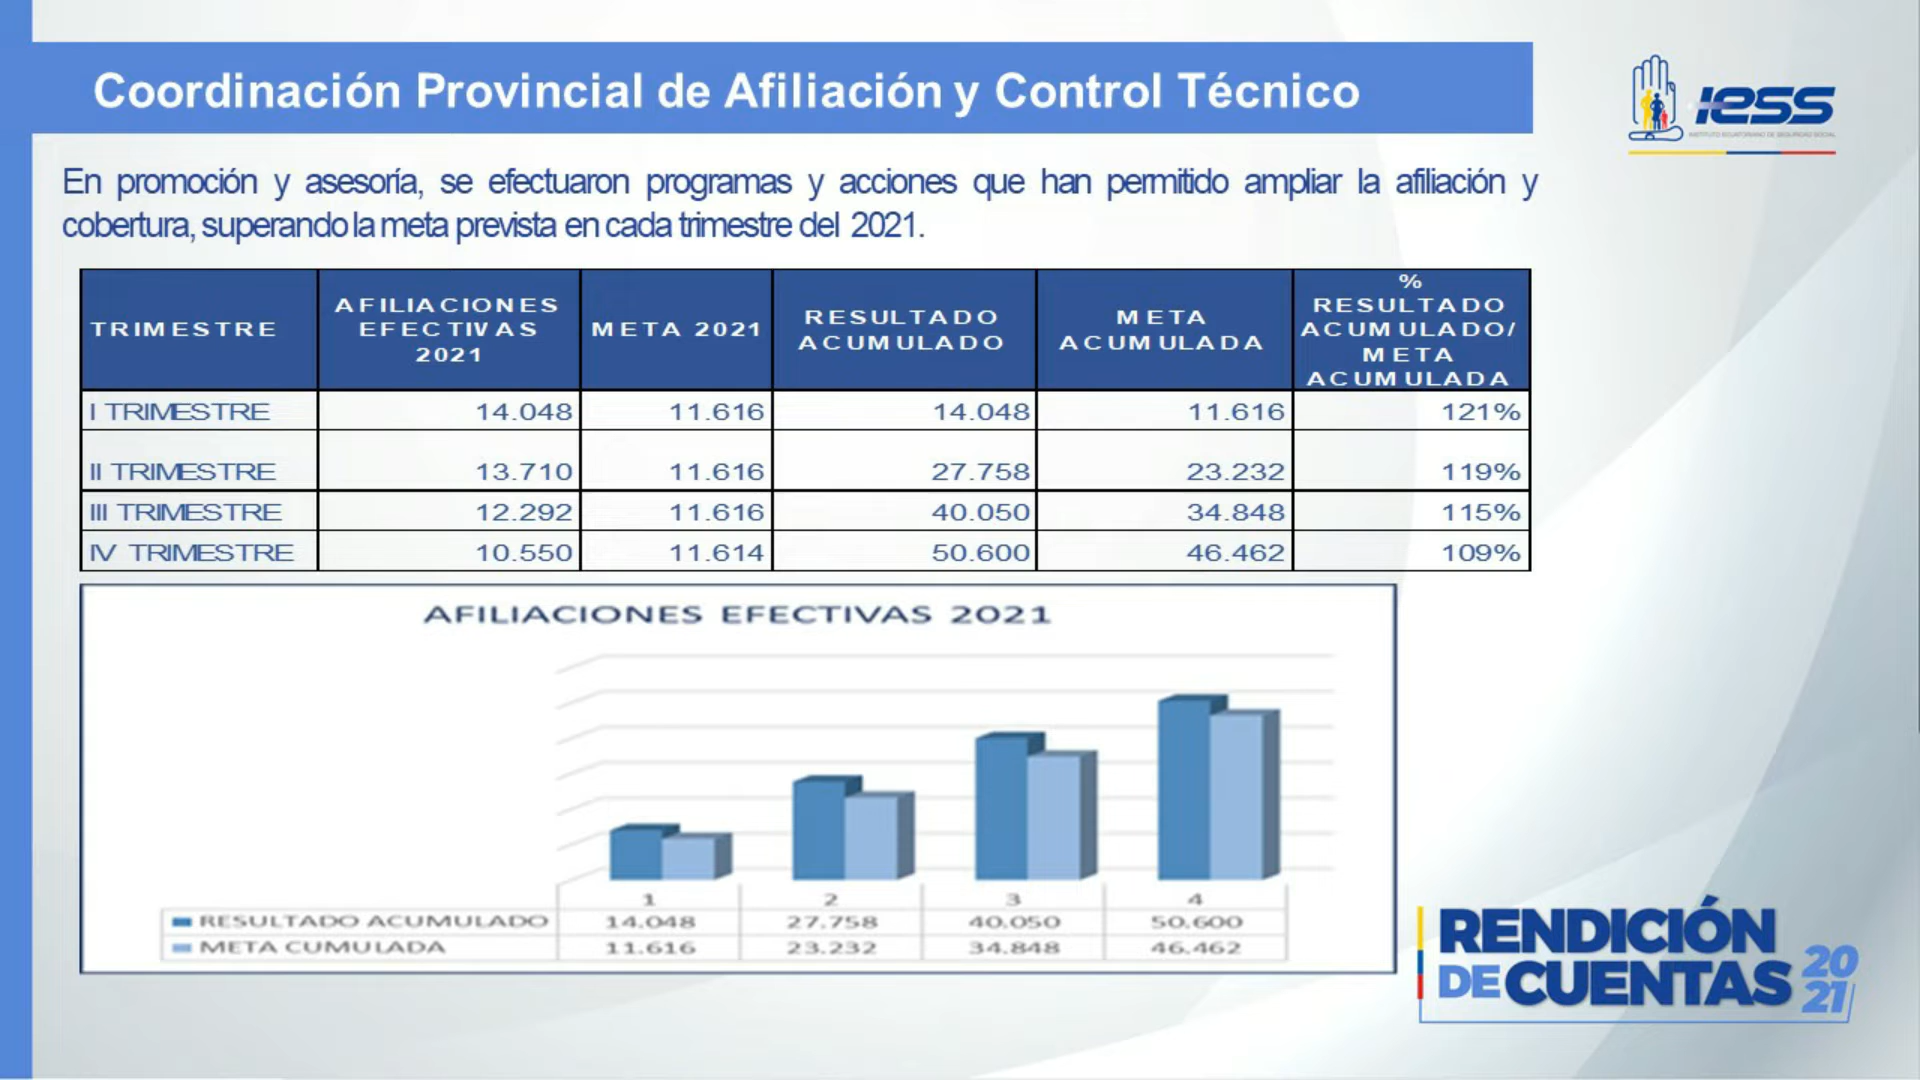 Coordinación Provincial de Afiliación y Control Técnico
IESS
INSTITUTO ECUATORIANO DE SEGURIDAD SOCIAL
En promoción y asesoría, se efectuaron programas y acciones que han permitido ampliar la afiliación y
cobertura, superando la meta prevista en cada trimestre del 2021.
TRIMESTRE AFILIACIONES EFECTIVAS 2021 META 2021 RESULTADO ACUMULADO META ACUMULADA % RESULTADO ACUMULADO/ META ACUMULADA
I TRIMESTRE 14.048 11.616 14.048 11.616 121%
II TRIMESTRE 13.710 11.616 27.758 23.232 119%
III TRIMESTRE 12.292 11.616 40.050 34.848 115%
IV TRIMESTRE 10.550 11.614 50.600 46.462 109%
AFILIACIONES EFECTIVAS 2021
1 2 3 4
RESULTADO ACUMULADO 14.048 27.758 40.050 50.600
META CUMULADA 11.616 23.232 34.848 46.462
RENDICIÓN
DE CUENTAS 2021